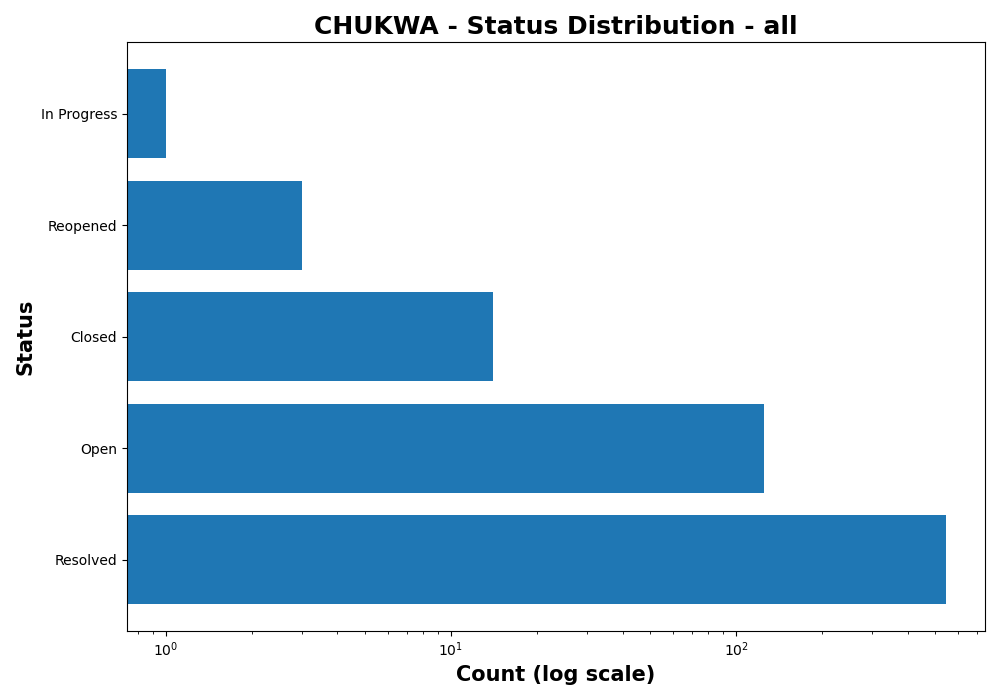 CHUKWA - Status Distribution - all
In Progress
Reopened
Closed
Open
Resolved
Status
10⁰ 10¹ 10²
Count (log scale)